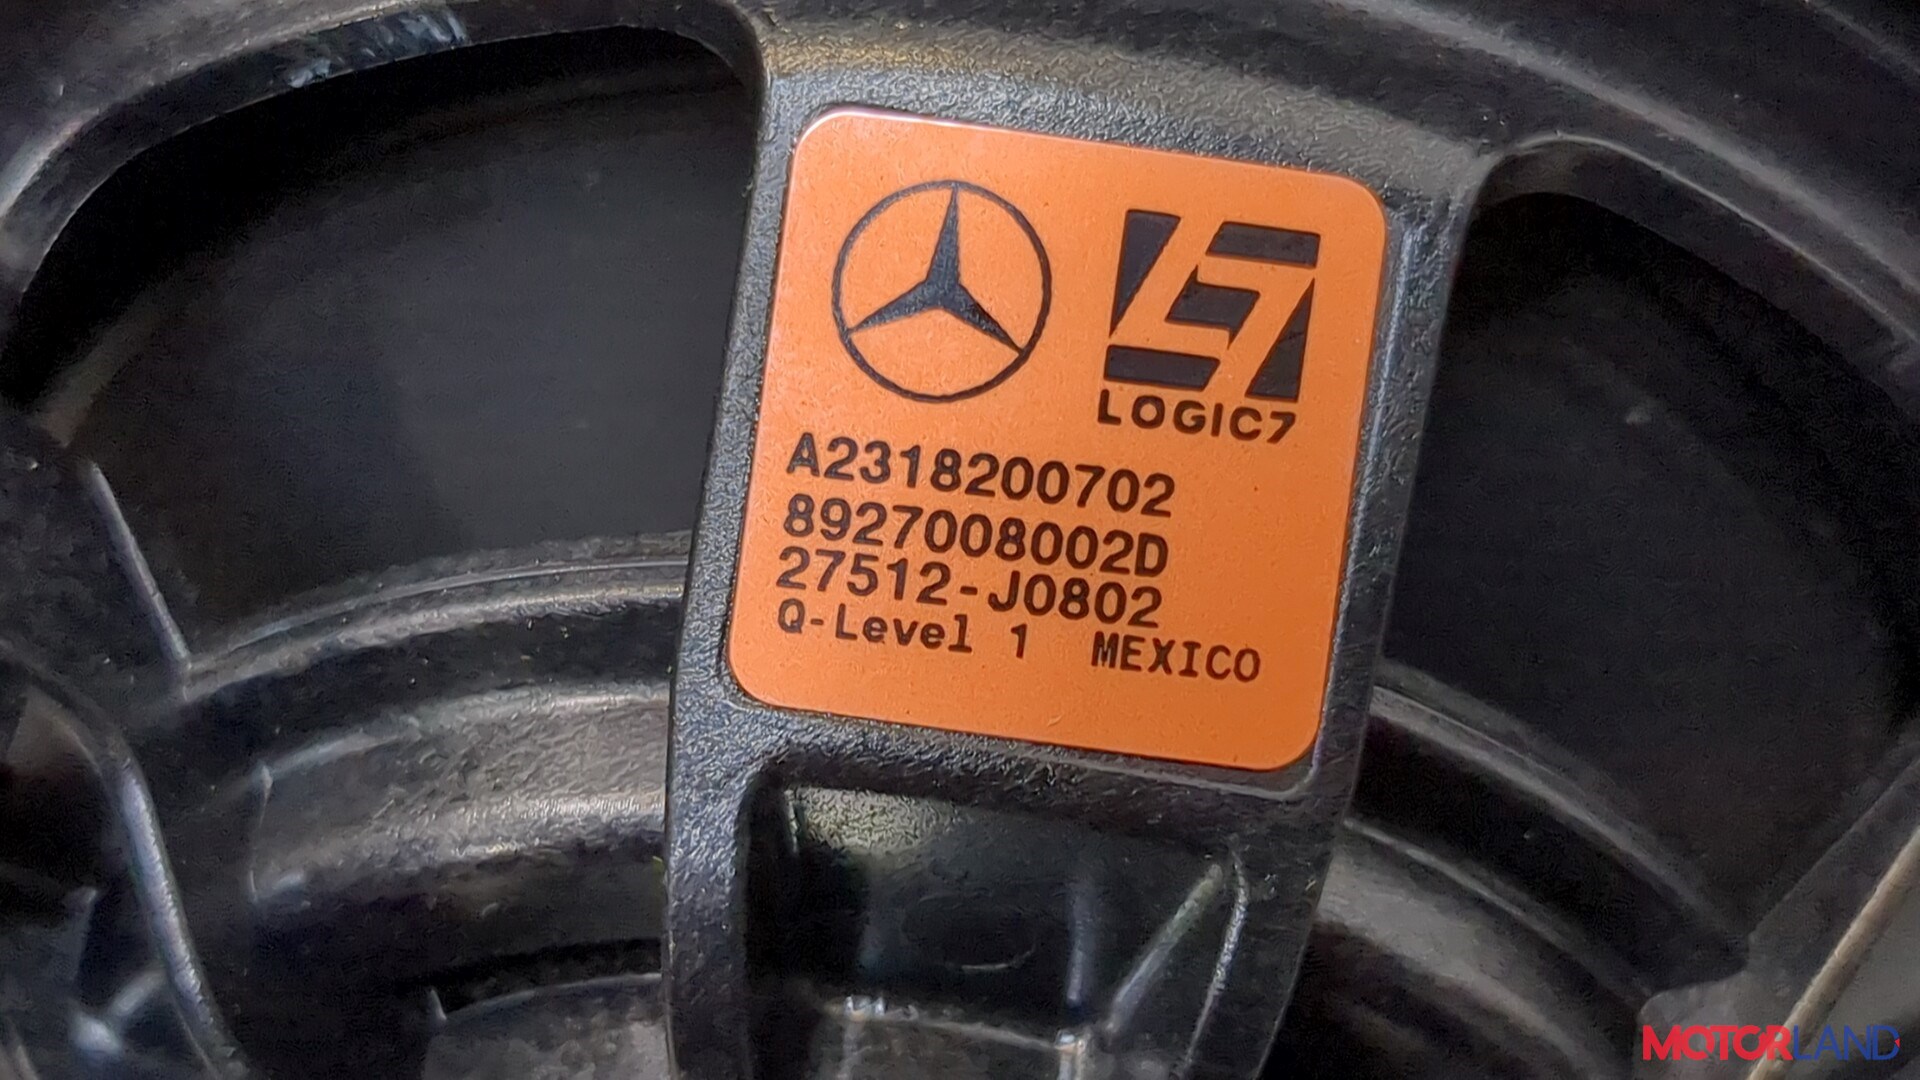 LOGIC7
A2318200702
8927008002D
27512-J0802
Q-Level 1 MEXICO
MOTORLAND